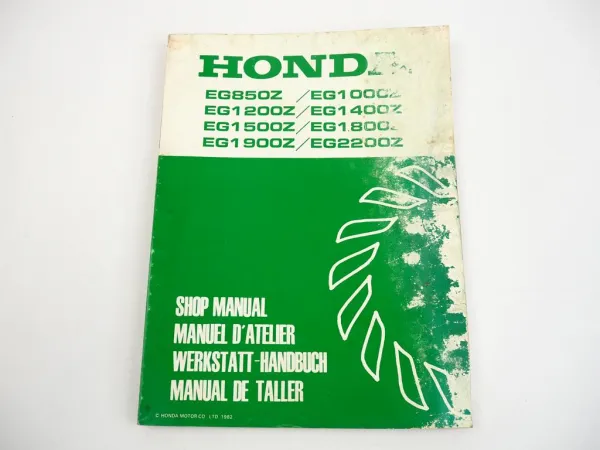 HONDA
EG850Z / EG1000Z
EG1200Z / EG1400Z
EG1500Z / EG1800Z
EG1900Z / EG2200Z
SHOP MANUAL
MANUEL D'ATELIER
WERKSTATT-HANDBUCH
MANUAL DE TALLER
© HONDA MOTOR CO., LTD.